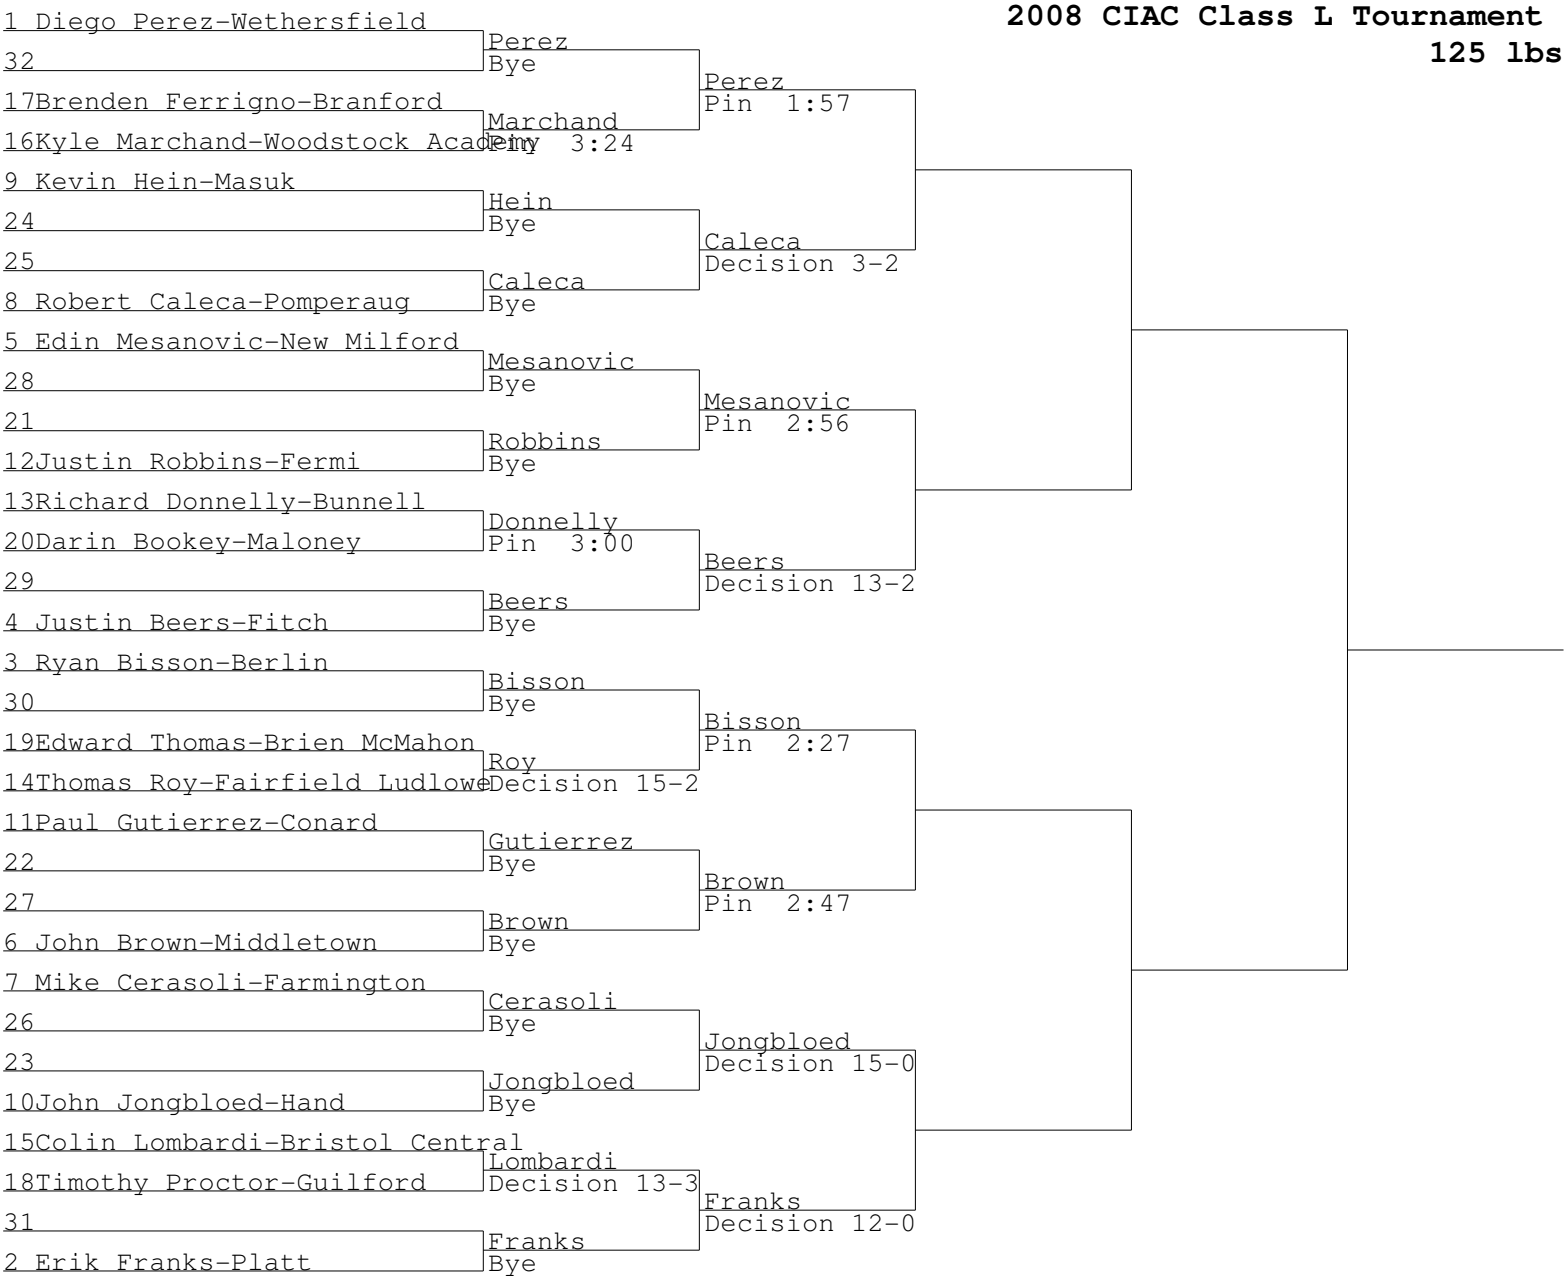 2008 CIAC Class L Tournament
125 lbs
1 Diego Perez-Wethersfield
32
17Brenden Ferrigno-Branford
16Kyle Marchand-Woodstock Academy
9 Kevin Hein-Masuk
24
25
8 Robert Caleca-Pomperaug
5 Edin Mesanovic-New Milford
28
21
12Justin Robbins-Fermi
13Richard Donnelly-Bunnell
20Darin Bookey-Maloney
29
4 Justin Beers-Fitch
3 Ryan Bisson-Berlin
30
19Edward Thomas-Brien McMahon
14Thomas Roy-Fairfield Ludlowe
11Paul Gutierrez-Conard
22
27
6 John Brown-Middletown
7 Mike Cerasoli-Farmington
26
23
10John Jongbloed-Hand
15Colin Lombardi-Bristol Central
18Timothy Proctor-Guilford
31
2 Erik Franks-Platt
Perez
Bye
Marchand
Pin 3:24
Hein
Bye
Caleca
Bye
Mesanovic
Bye
Robbins
Bye
Donnelly
Pin 3:00
Beers
Bye
Bisson
Bye
Roy
Decision 15-2
Gutierrez
Bye
Brown
Bye
Cerasoli
Bye
Jongbloed
Bye
Lombardi
Decision 13-3
Franks
Bye
Perez
Pin 1:57
Caleca
Decision 3-2
Mesanovic
Pin 2:56
Beers
Decision 13-2
Bisson
Pin 2:27
Brown
Pin 2:47
Jongbloed
Decision 15-0
Franks
Decision 12-0